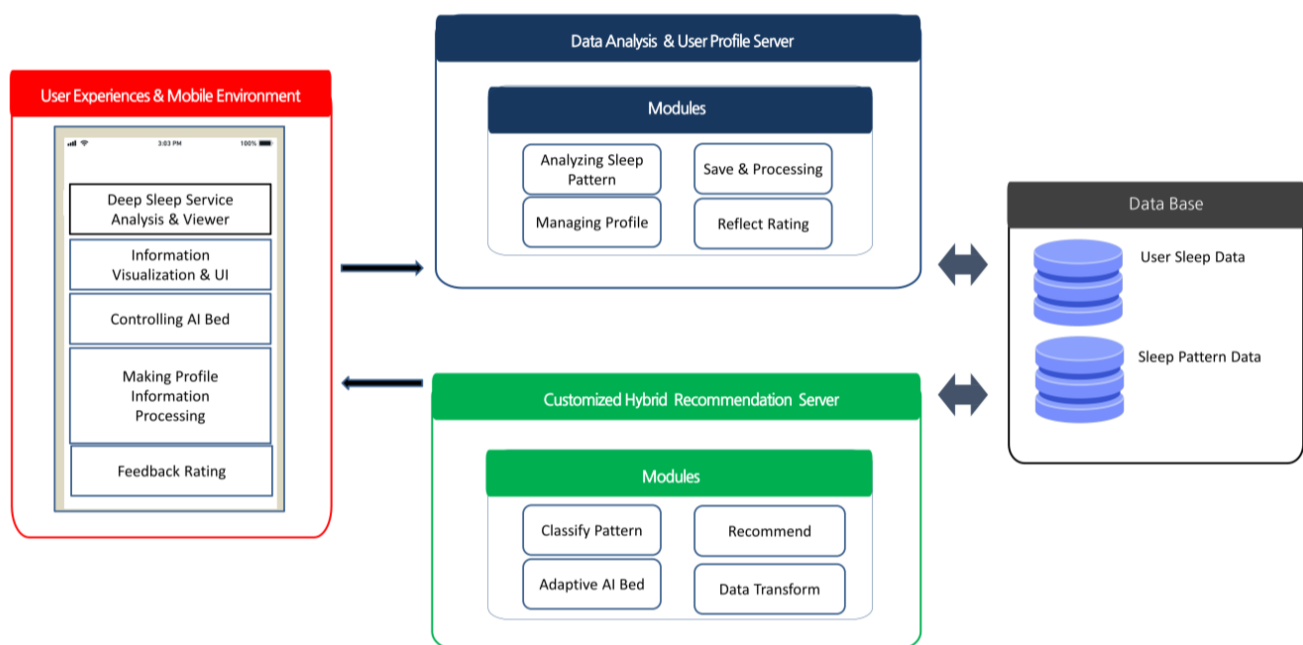 User Experiences & Mobile Environment
3:03 PM
100%
Deep Sleep Service
Analysis & Viewer
Information
Visualization & UI
Controlling AI Bed
Making Profile
Information
Processing
Feedback Rating
Data Analysis & User Profile Server
Modules
Analyzing Sleep
Pattern
Save & Processing
Managing Profile
Reflect Rating
Customized Hybrid Recommendation Server
Modules
Classify Pattern
Recommend
Adaptive AI Bed
Data Transform
Data Base
User Sleep Data
Sleep Pattern Data